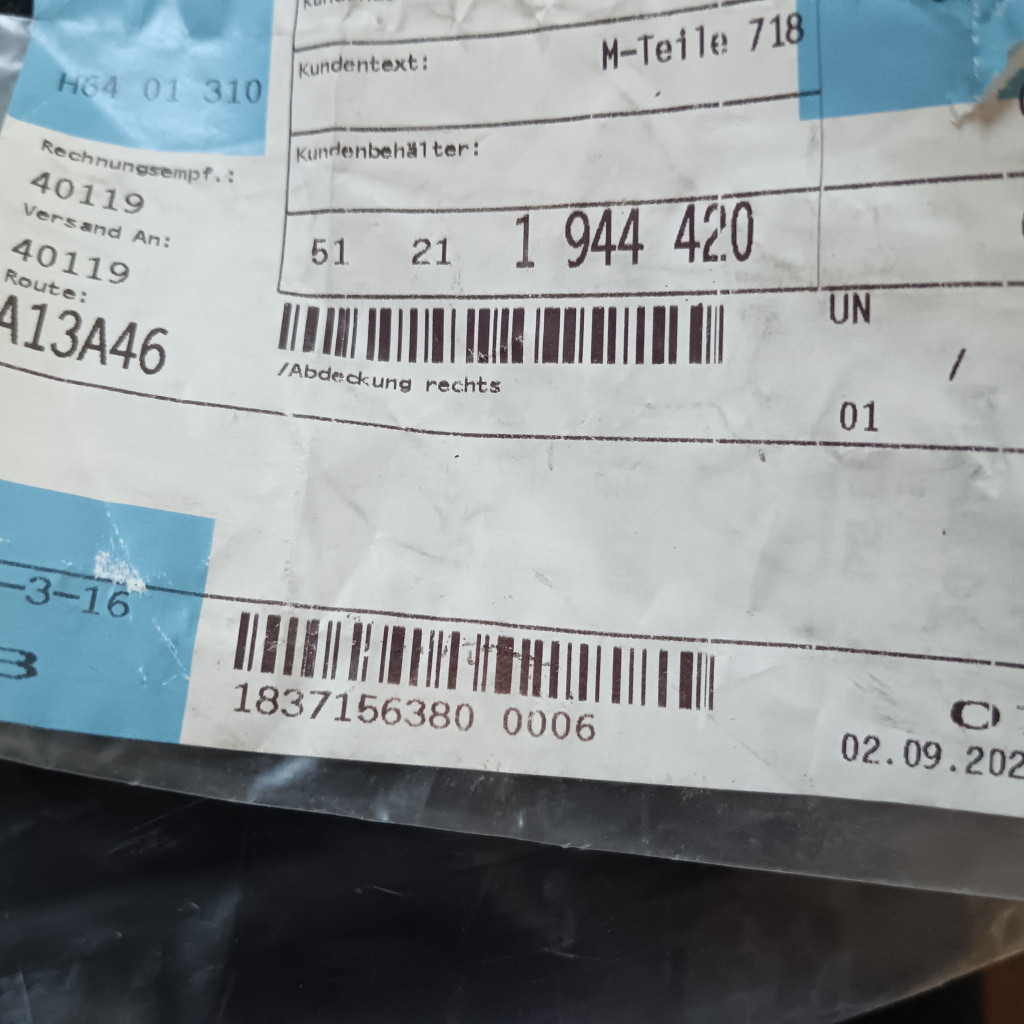 Kundentext: M-Teile 718
H64 01 310
Kundenbehälter:
Rechnungsempf.:
40119
Versand An:
40119
Route:
A13A46
51 21 1 944 420
UN
/Abdeckung rechts
/
01
-3-16
1837156380 0006
02.09.202